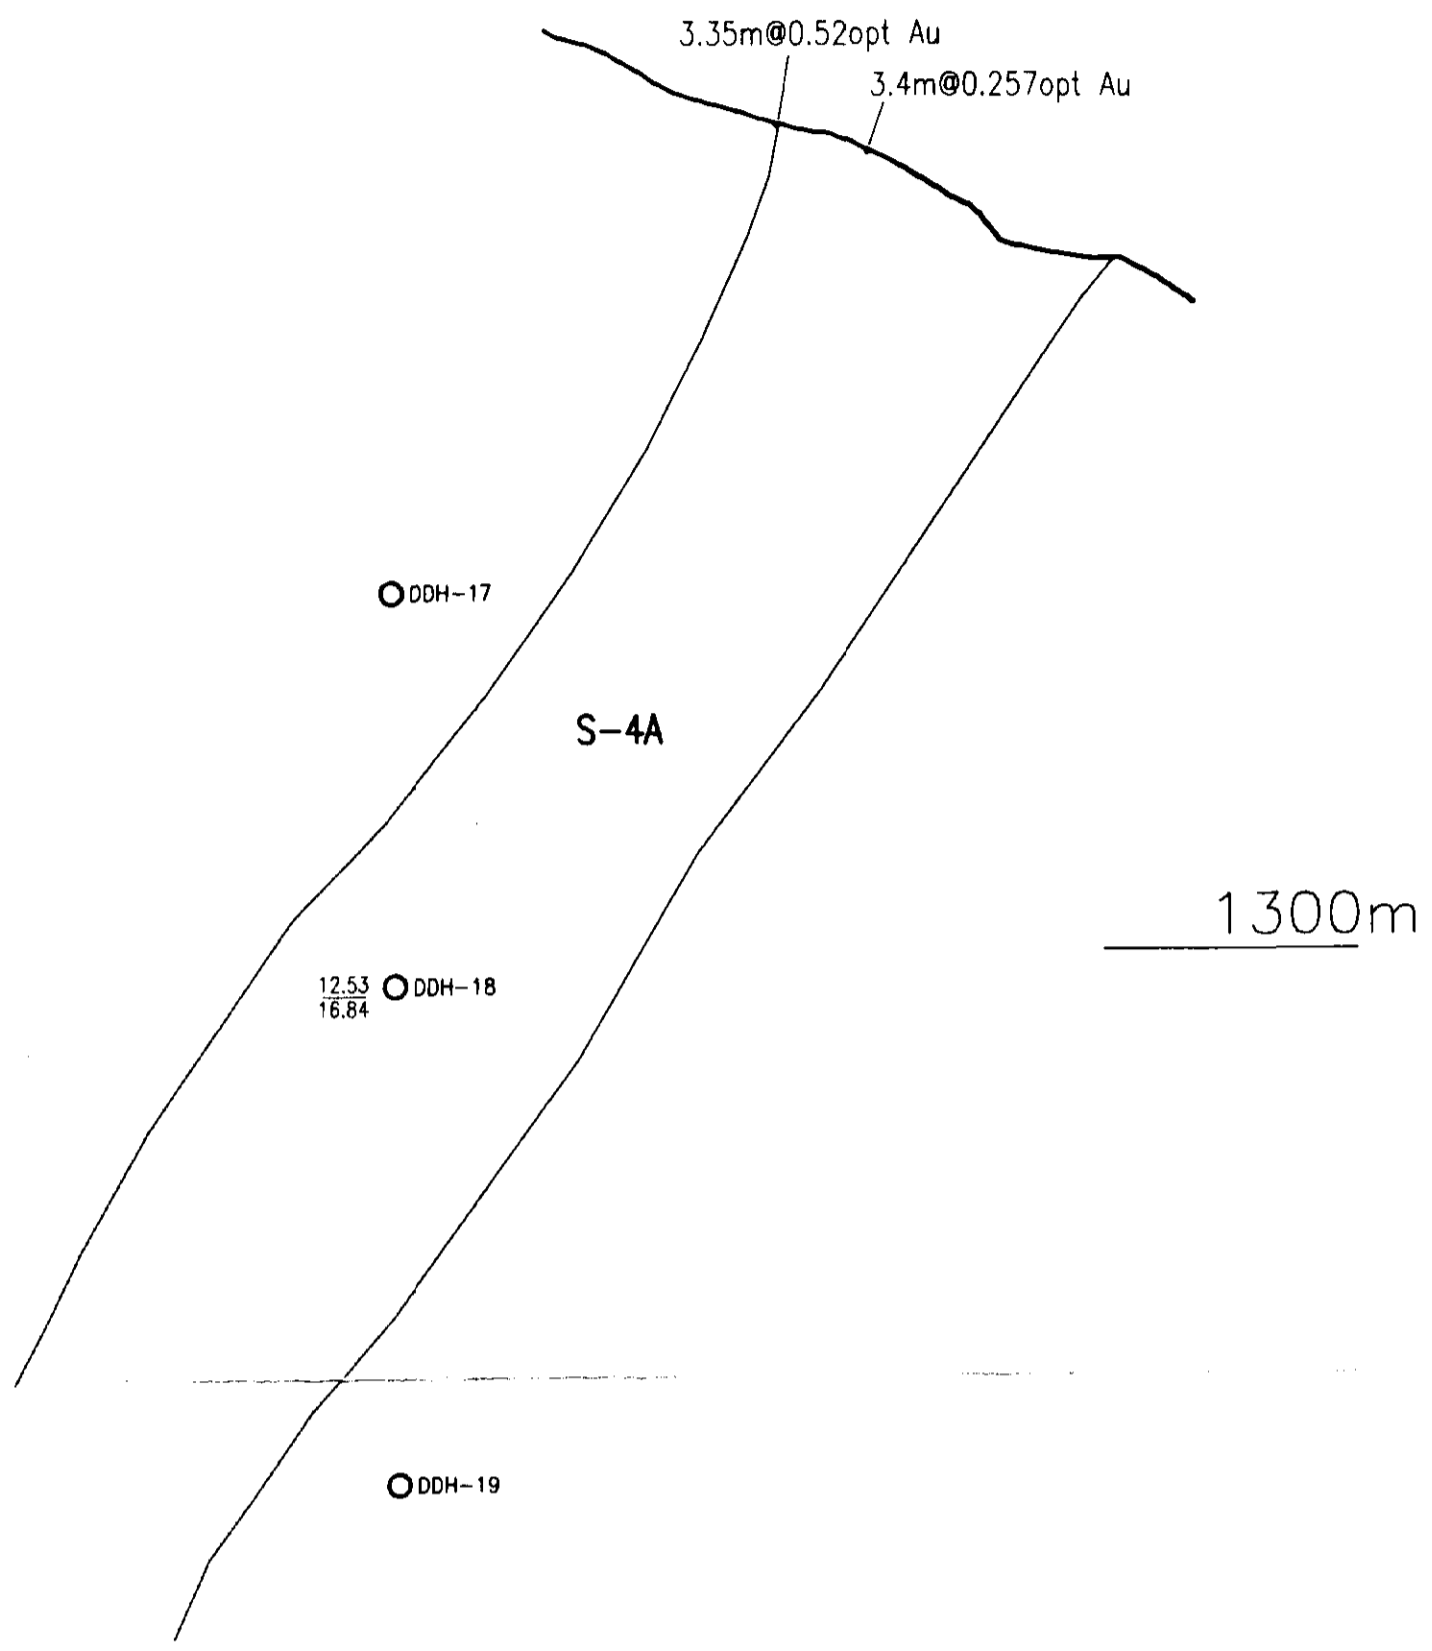 3.35m@0.52opt Au
3.4m@0.257opt Au
DDH-17
S-4A
1300m
12.53
16.84
DDH-18
DDH-19